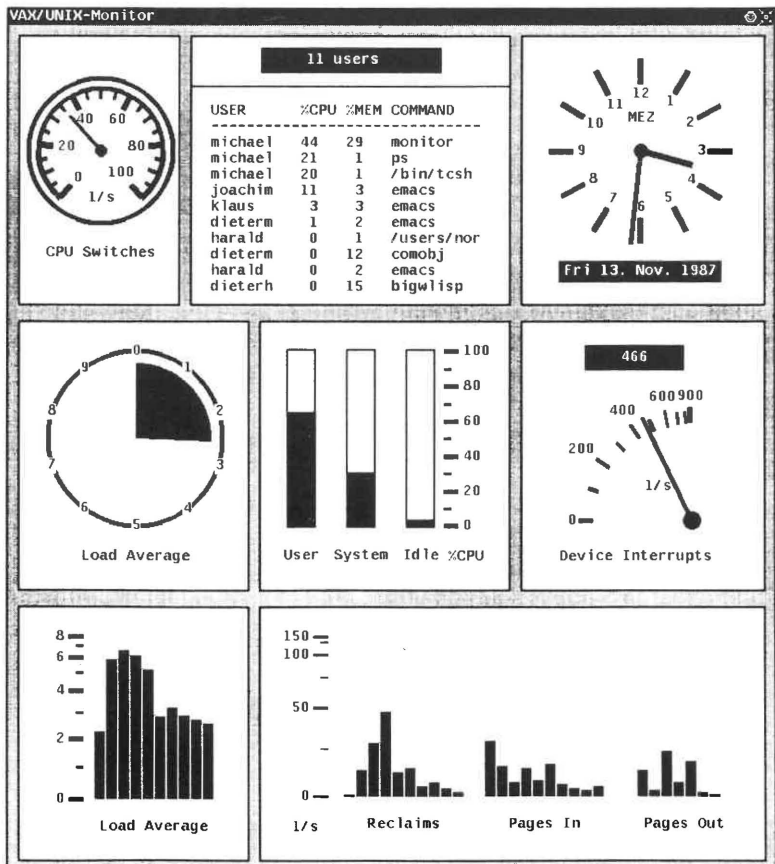 VAX/UNIX-Monitor
40 60
20 80
0 100
1/s
CPU Switches
11 users
USER %CPU %MEM COMMAND
michael 44 29 monitor
michael 21 1 ps
michael 20 1 /bin/tcsh
joachim 11 3 emacs
klaus 3 3 emacs
dieterm 1 2 emacs
harald 0 1 /users/nor
dieterm 0 12 comobj
harald 0 2 emacs
dieterh 0 15 bigwlisp
12
11 1
MEZ
10 2
9 3
8 4
7 5
6
Fri 13. Nov. 1987
0
9 1
8 2
7 3
6 4
5
Load Average
100
80
60
40
20
0
User System Idle %CPU
466
600 900
400
200
1/s
0
Device Interrupts
8
6
4
2
0
Load Average
150
100
50
0
1/s Reclaims Pages In Pages Out